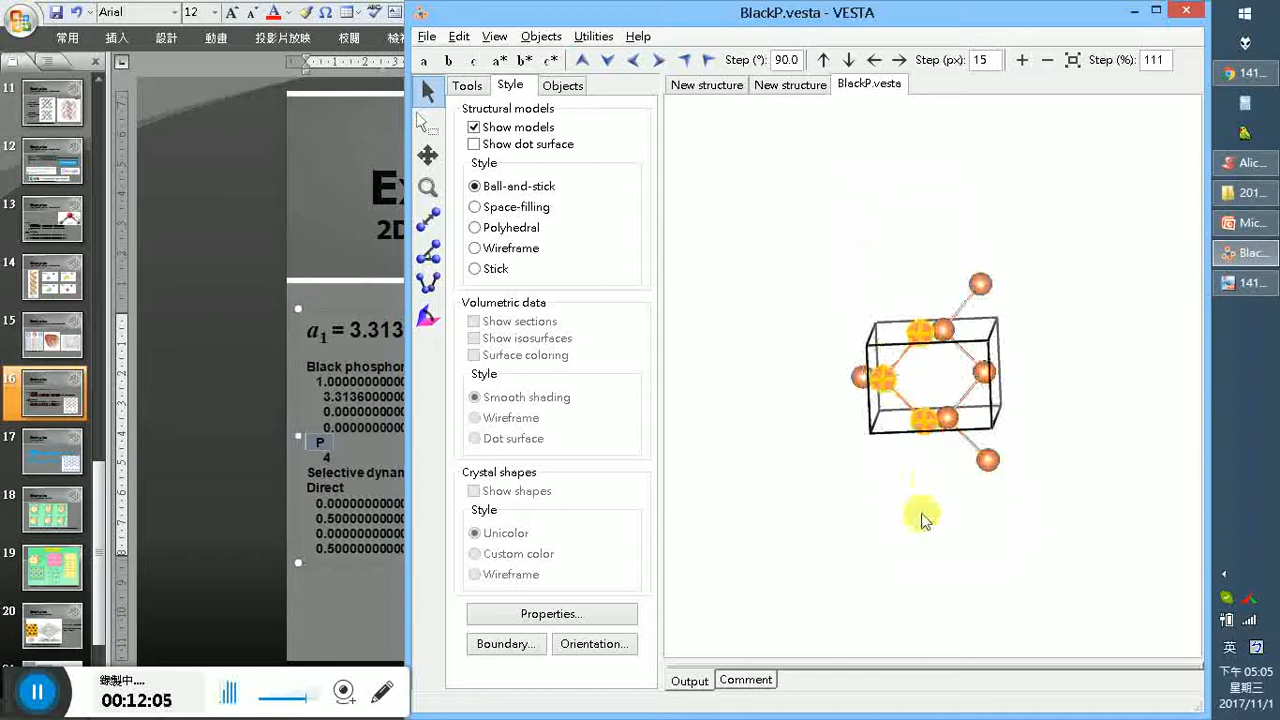 Arial
12
常用
插入
設計
動畫
投影片放映
校閱
11
12
13
14
15
16
17
18
19
20
Ex
2D
a1 = 3.313
Black phosphor
1.0000000000
3.3136000000
0.0000000000
0.0000000000
P
4
Selective dynam
Direct
0.0000000000
0.5000000000
0.0000000000
0.5000000000
錄製中....
00:12:05
BlackP.vesta - VESTA
File Edit View Objects Utilities Help
a b c a* b* c* Step (°): 90.0 Step (px): 15 Step (%): 111
Tools Style Objects
New structure New structure BlackP.vesta
Structural models
Show models
Show dot surface
Style
Ball-and-stick
Space-filling
Polyhedral
Wireframe
Stick
Volumetric data
Show sections
Show isosurfaces
Surface coloring
Style
Smooth shading
Wireframe
Dot surface
Crystal shapes
Show shapes
Style
Unicolor
Custom color
Wireframe
Properties...
Boundary... Orientation...
Output Comment
141...
Alic...
201...
Mic...
Blac...
141...
英
下午 05:05
星期三
2017/11/1